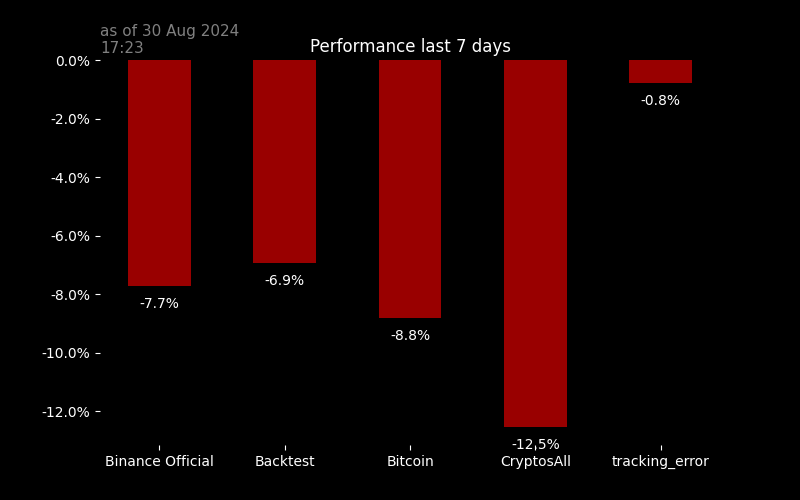 as of 30 Aug 2024
17:23
Performance last 7 days
0.0%
-2.0%
-4.0%
-6.0%
-8.0%
-10.0%
-12.0%
-7.7%
-6.9%
-8.8%
-12.5%
-0.8%
Binance Official
Backtest
Bitcoin
CryptosAll
tracking_error